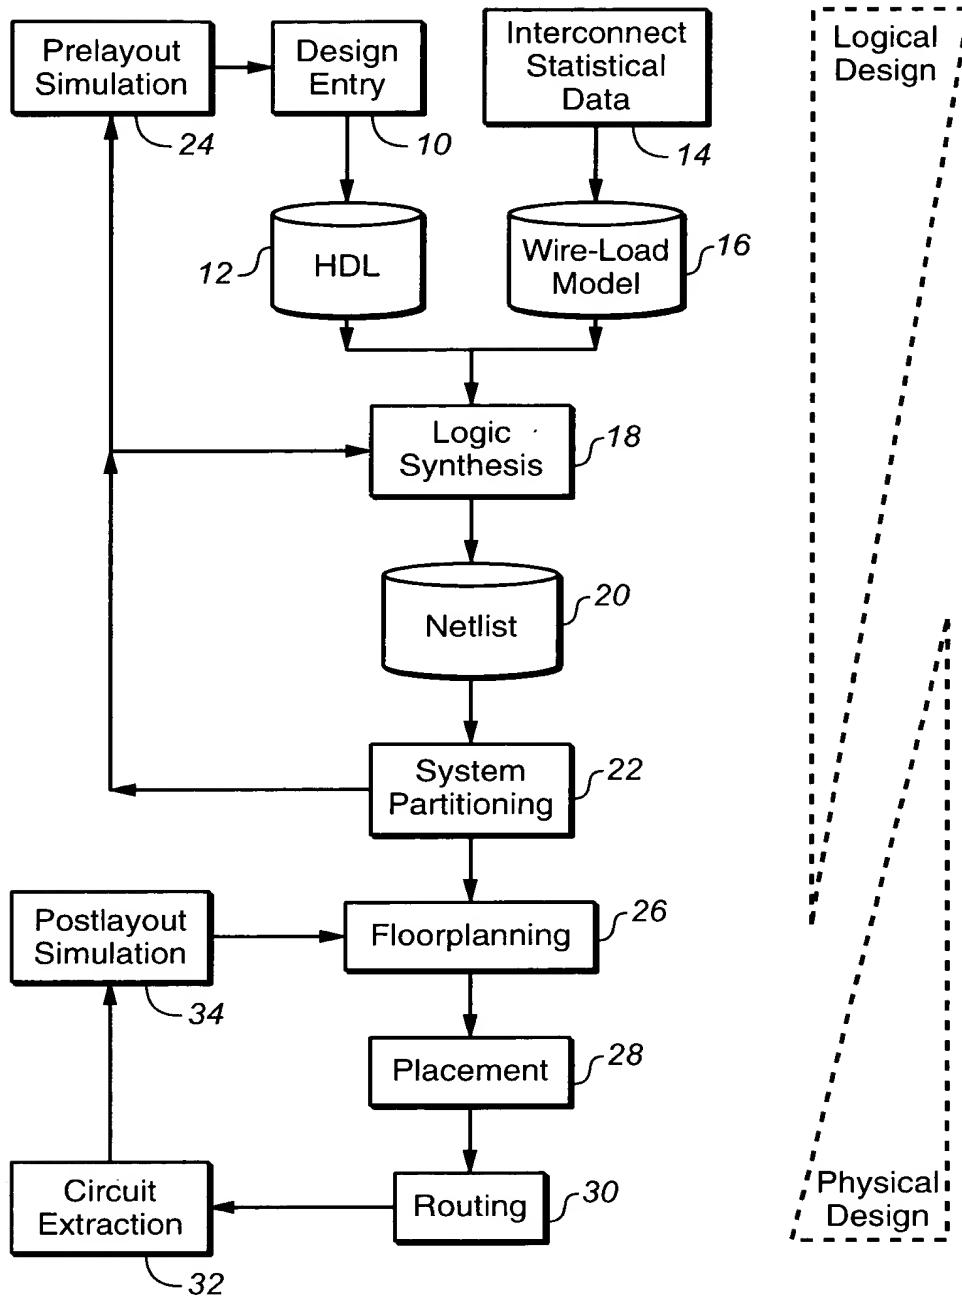 Prelayout
Simulation
24
Design
Entry
10
Interconnect
Statistical
Data
14
Logical
Design
12
HDL
Wire-Load
Model
16
Logic
Synthesis
18
Netlist
20
System
Partitioning
22
Postlayout
Simulation
34
Floorplanning
26
Placement
28
Circuit
Extraction
32
Routing
30
Physical
Design